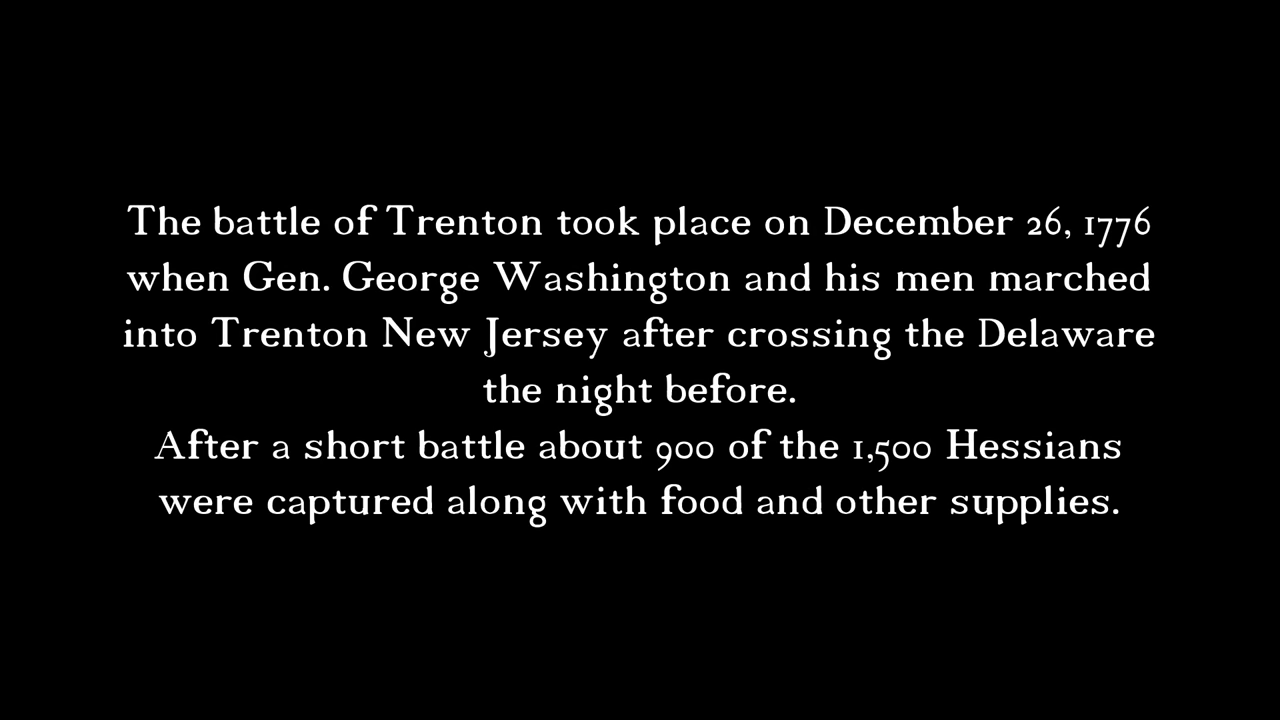 The battle of Trenton took place on December 26, 1776
when Gen. George Washington and his men marched
into Trenton New Jersey after crossing the Delaware
the night before.
After a short battle about 900 of the 1,500 Hessians
were captured along with food and other supplies.